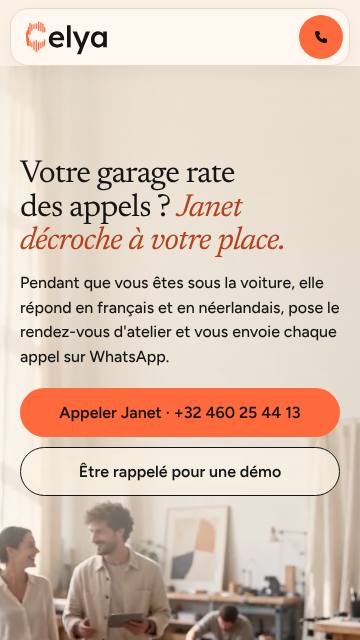 Celya
Votre garage rate
des appels ? Janet
décroche à votre place.
Pendant que vous êtes sous la voiture, elle
répond en français et en néerlandais, pose le
rendez-vous d'atelier et vous envoie chaque
appel sur WhatsApp.
Appeler Janet · +32 460 25 44 13
Être rappelé pour une démo